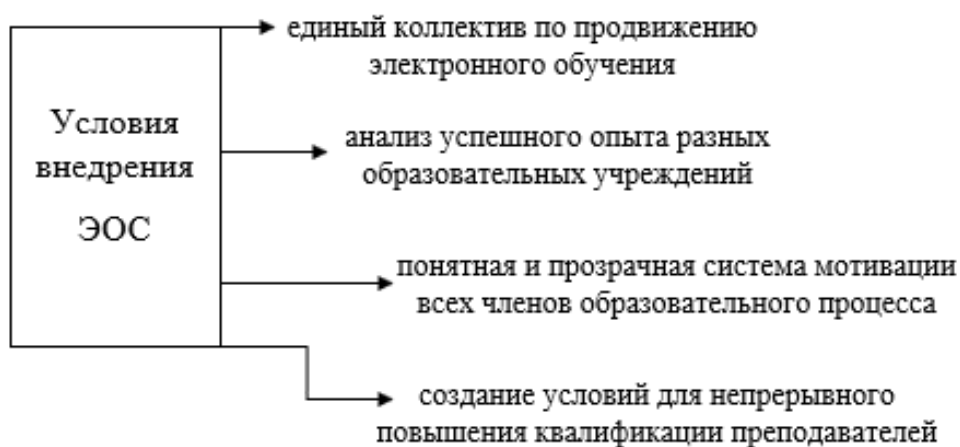 Условия
внедрения
ЭОС
единый коллектив по продвижению
электронного обучения
анализ успешного опыта разных
образовательных учреждений
понятная и прозрачная система мотивации
всех членов образовательного процесса
создание условий для непрерывного
повышения квалификации преподавателей